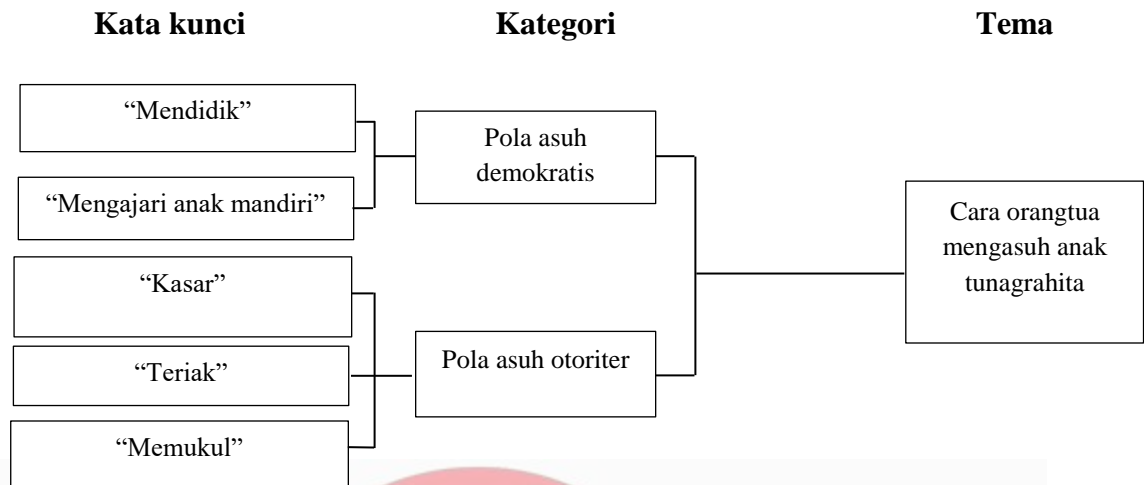 Kata kunci
Kategori
Tema
“Mendidik”
“Mengajari anak mandiri”
“Kasar”
“Teriak”
“Memukul”
Pola asuh
demokratis
Pola asuh otoriter
Cara orangtua
mengasuh anak
tunagrahita